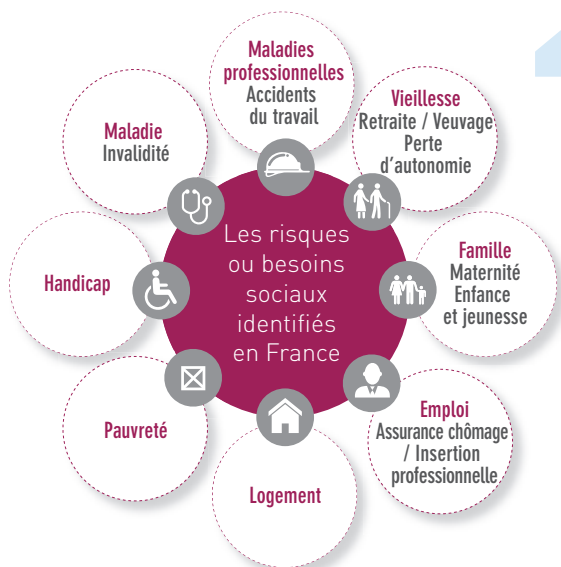 Maladies
professionnelles
Accidents
du travail
Vieillesse
Retraite / Veuvage
Perte
d'autonomie
Famille
Maternité
Enfance
et jeunesse
Emploi
Assurance chômage
/ Insertion
professionnelle
Logement
Pauvreté
Handicap
Maladie
Invalidité
Les risques
ou besoins
sociaux
identifiés
en France